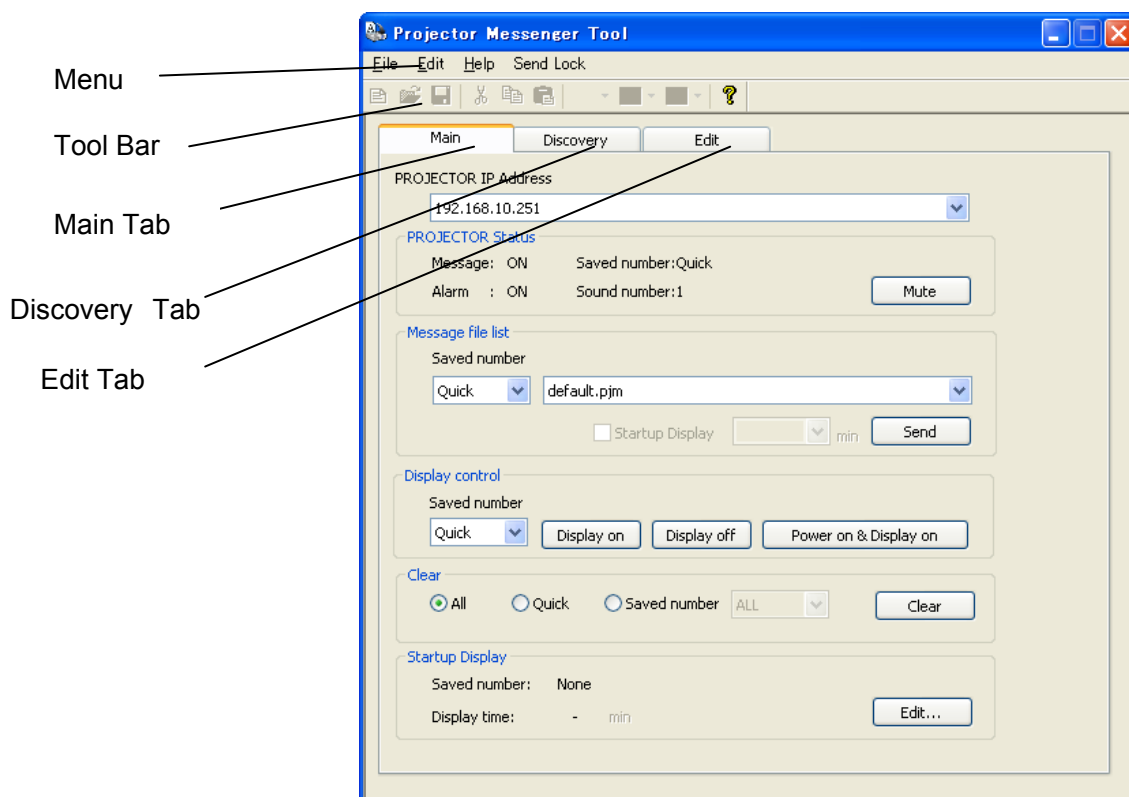 Projector Messenger Tool
File Edit Help Send Lock
Menu
Tool Bar
Main Tab
Discovery Tab
Edit Tab
Main Discovery Edit
PROJECTOR IP Address
192.168.10.251
PROJECTOR Status
Message: ON Saved number:Quick
Alarm : ON Sound number:1 Mute
Message file list
Saved number
Quick default.pjm
Startup Display min Send
Display control
Saved number
Quick Display on Display off Power on & Display on
Clear
All Quick Saved number ALL Clear
Startup Display
Saved number: None
Display time: - min Edit...